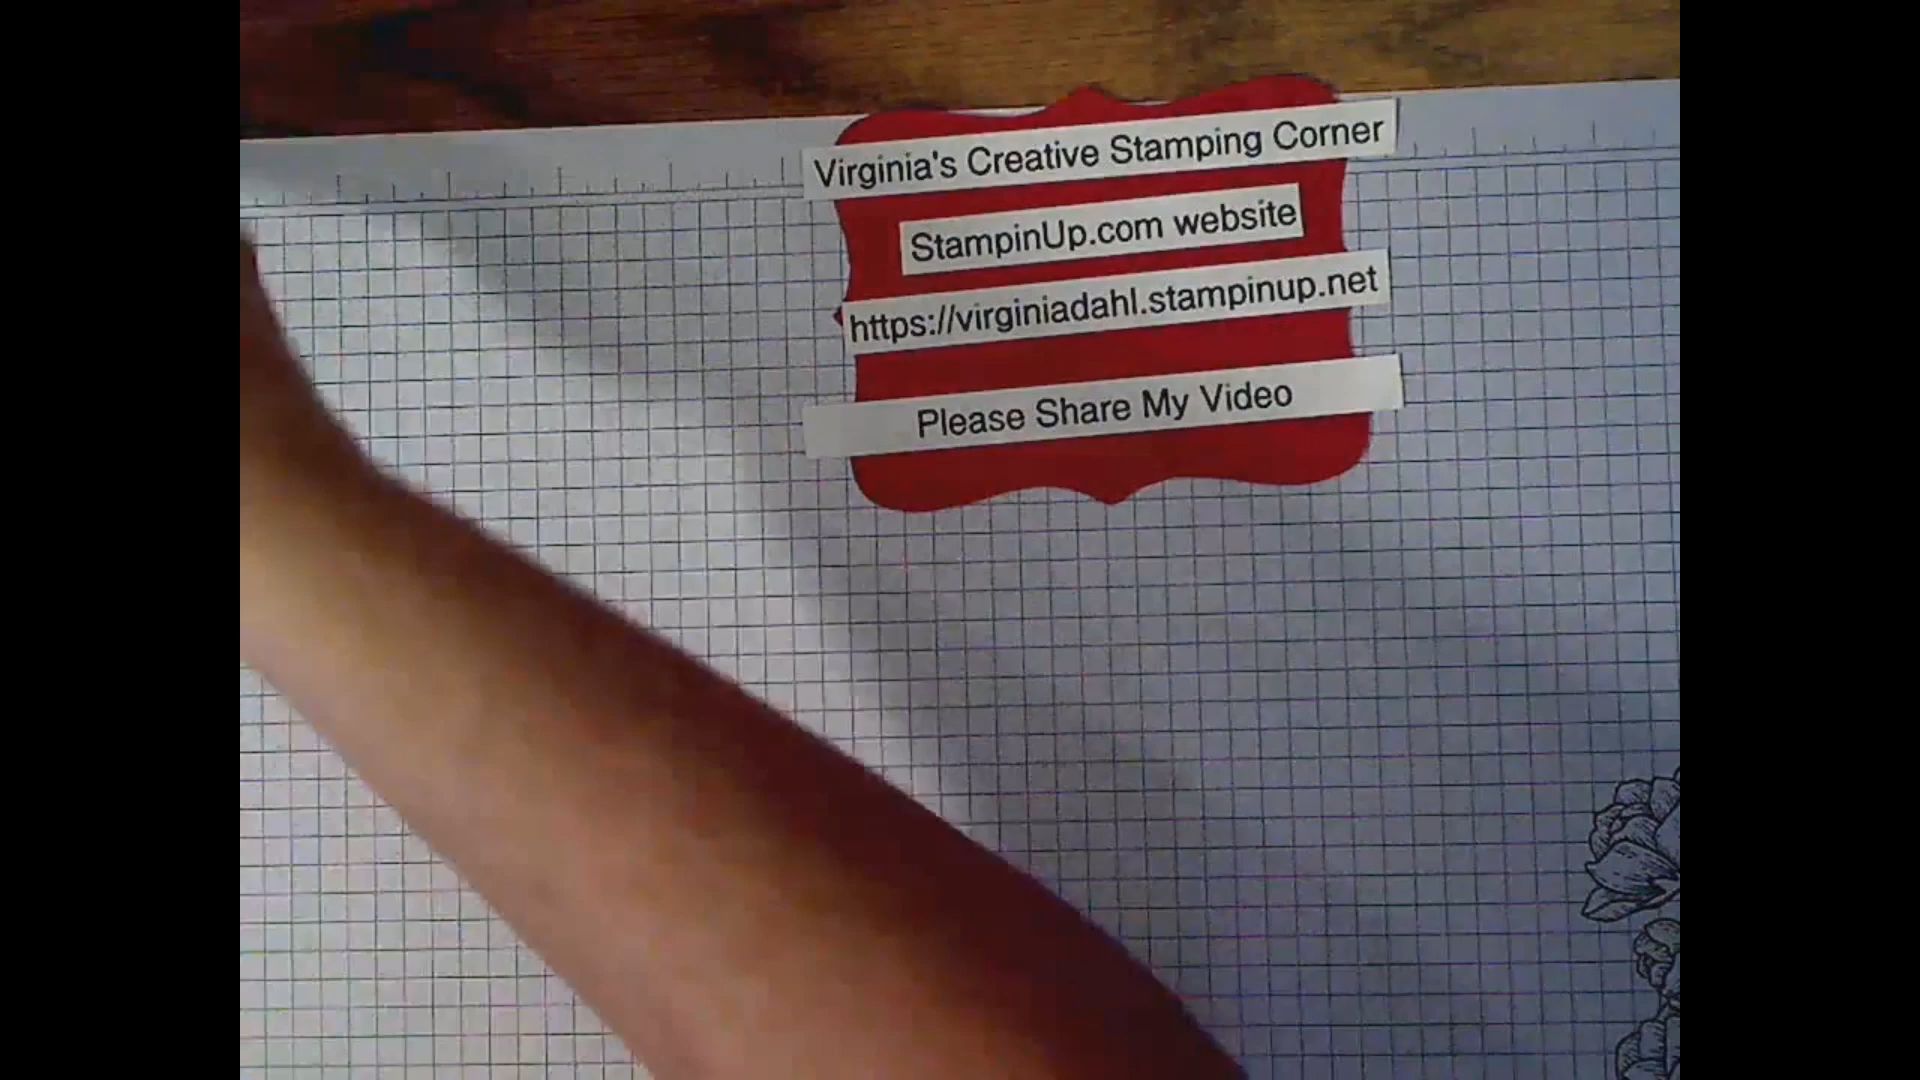 Virginia's Creative Stamping Corner
StampinUp.com website
https://virginiadahl.stampinup.net
Please Share My Video